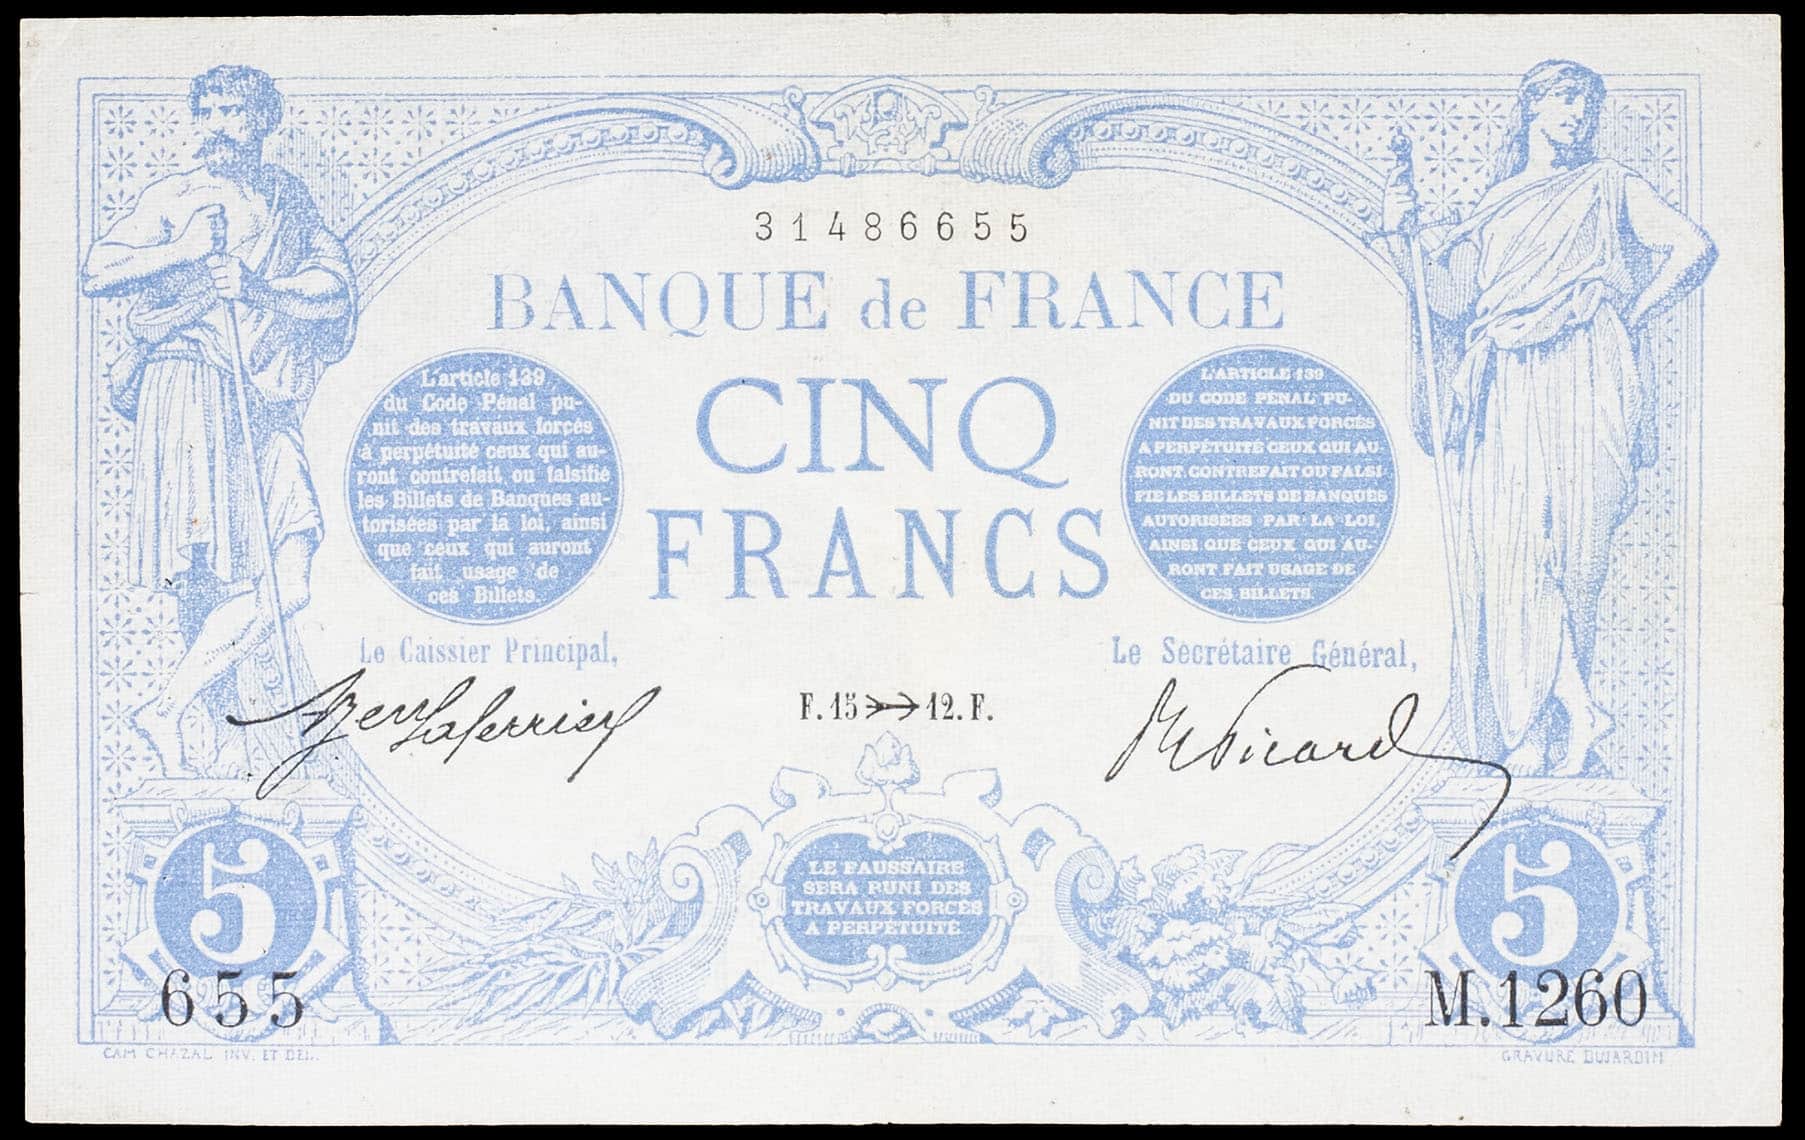 31486655
BANQUE de FRANCE
CINQ
FRANCS
L'article 139
du Code Pénal pu-
nit des travaux forcés
à perpétuité ceux qui au-
ront contrefait ou falsifié
les Billets de Banques au-
torisées par la loi, ainsi
que ceux qui auront
fait usage de
ces Billets.
L'ARTICLE 139
DU CODE PÉNAL PU-
NIT DES TRAVAUX FORCÉS
A PERPÉTUITÉ CEUX QUI AU-
RONT CONTREFAIT OU FALSI
FIÉ LES BILLETS DE BANQUES
AUTORISÉES PAR LA LOI,
AINSI QUE CEUX QUI AU-
RONT FAIT USAGE DE
CES BILLETS
Le Caissier Principal,
Le Secrétaire Général,
F.15 12.F.
Picard
LE FAUSSAIRE
SERA PUNI DES
TRAVAUX FORCÉS
A PERPÉTUITÉ
5
5
655
M.1260
CAM CHAZAL INV. ET DEL.
GRAVURE DUJARDIN